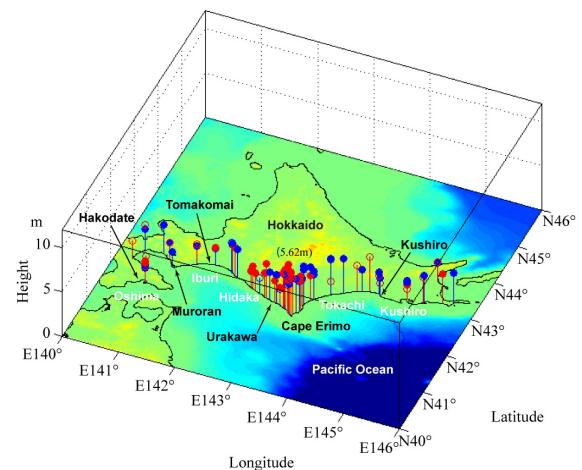 m
10
5
0
Height
Hakodate
Tomakomai
Hokkaido
(5.62m)
Kushiro
Oshima
Iburi
Hidaka
Tokachi
Kushiro
Muroran
Urakawa
Cape Erimo
Pacific Ocean
E140°
E141°
E142°
E143°
E144°
E145°
E146°
Longitude
N40°
N41°
N42°
N43°
N44°
N45°
N46°
Latitude